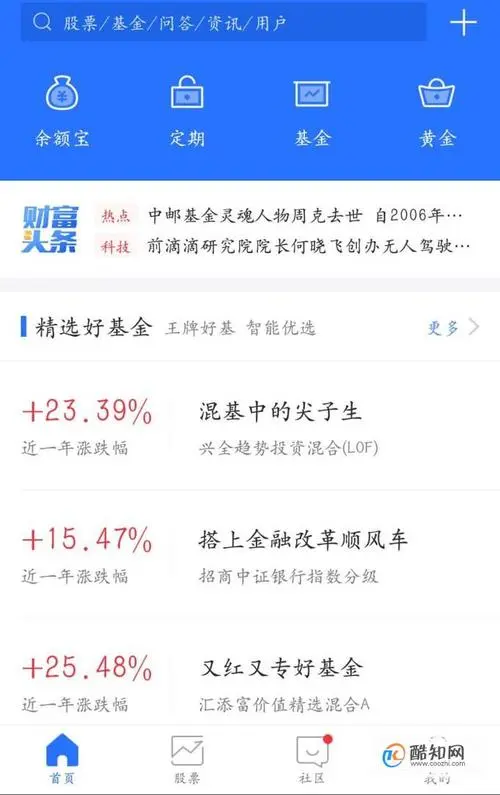 股票/基金/问答/资讯/用户
余额宝 定期 基金 黄金
财富头条
热点 中邮基金灵魂人物周克去世 自2006年…
科技 前滴滴研究院院长何晓飞创办无人驾驶…
精选好基金 王牌好基 智能优选 更多
+23.39% 混基中的尖子生
近一年涨跌幅 兴全趋势投资混合(LOF)
+15.47% 搭上金融改革顺风车
近一年涨跌幅 招商中证银行指数分级
+25.48% 又红又专好基金
近一年涨跌幅 汇添富价值精选混合A
首页 股票 社区 我的
酷知网
www.coozhi.com